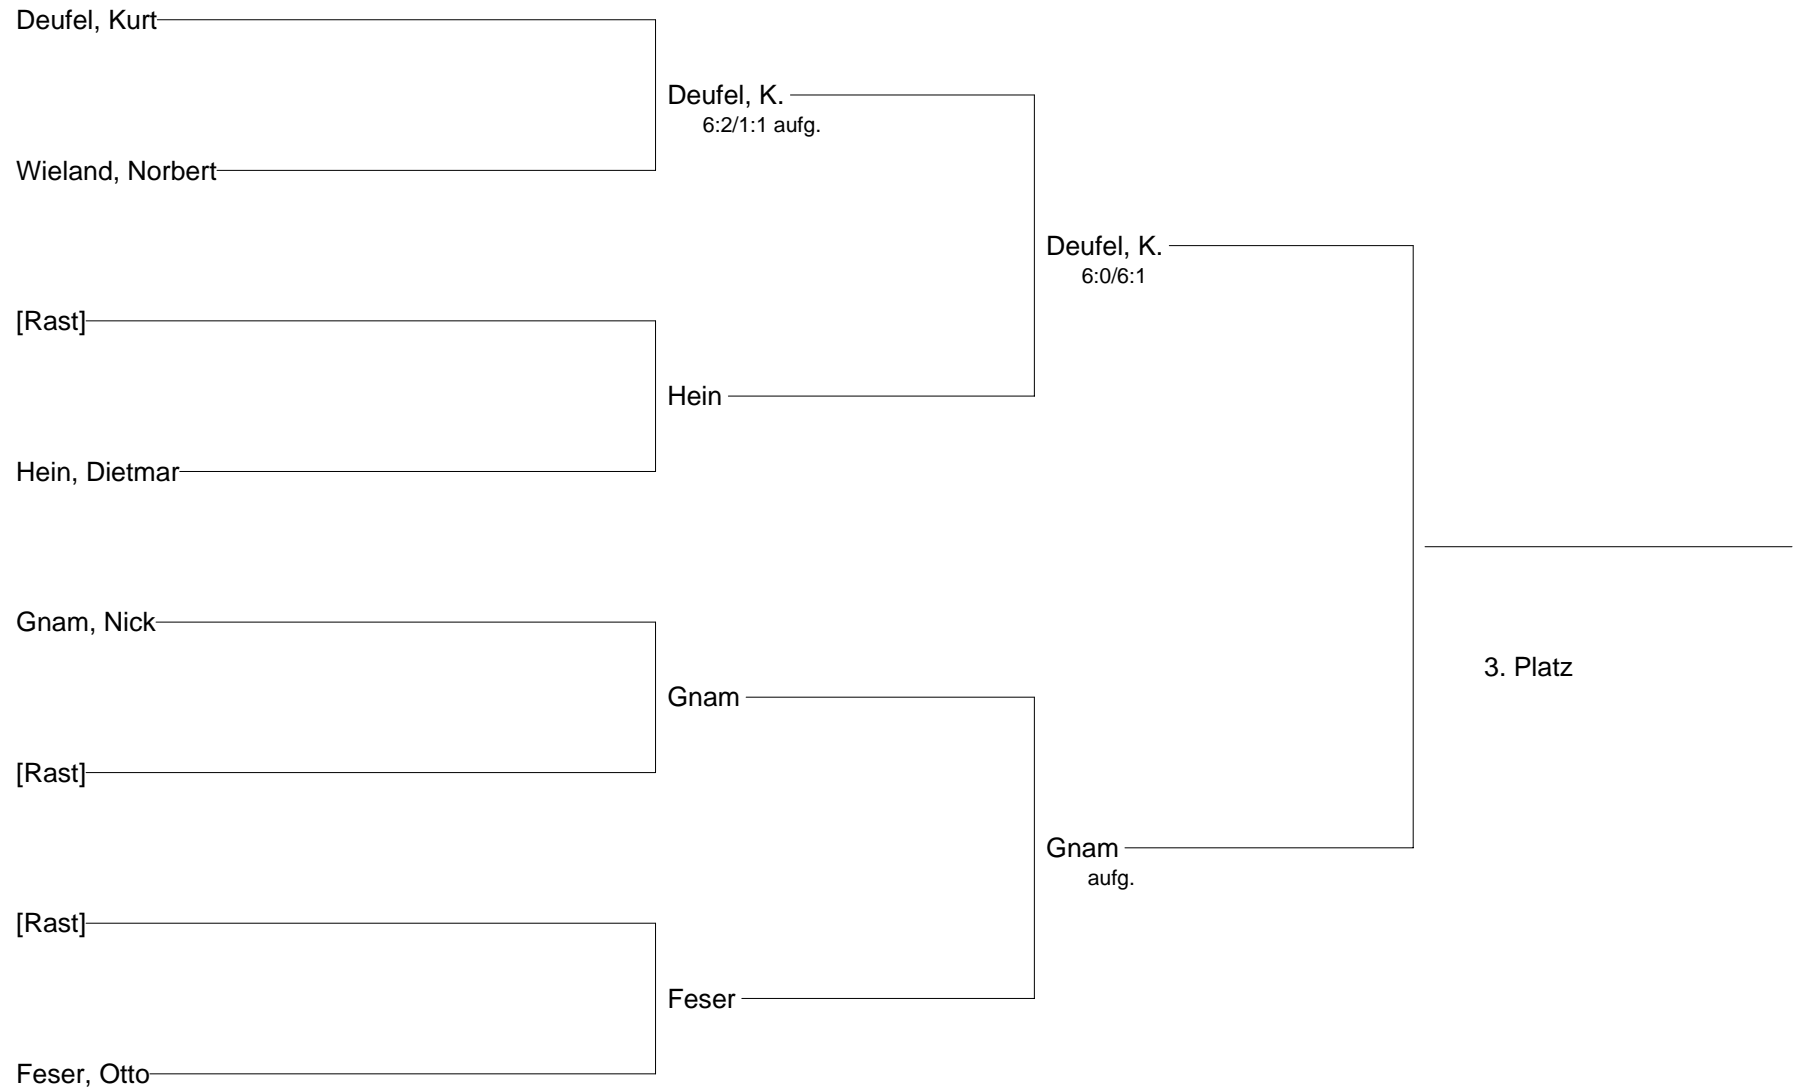 Deufel, Kurt
Deufel, K.
6:2/1:1 aufg.
Wieland, Norbert
Deufel, K.
6:0/6:1
[Rast]
Hein
Hein, Dietmar
Gnam, Nick
3. Platz
Gnam
[Rast]
Gnam
aufg.
[Rast]
Feser
Feser, Otto